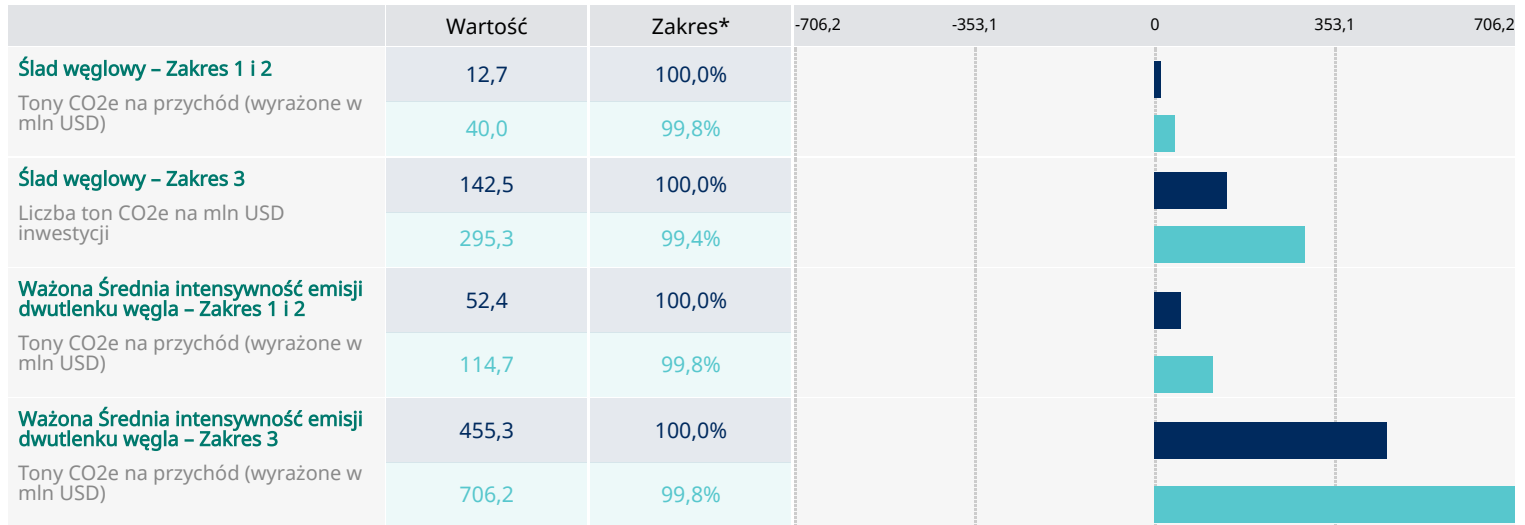 Wartość Zakres* -706,2 -353,1 0 353,1 706,2
Ślad węglowy – Zakres 1 i 2
Tony CO2e na przychód (wyrażone w
mln USD)
12,7 100,0%
40,0 99,8%
Ślad węglowy – Zakres 3
Liczba ton CO2e na mln USD
inwestycji
142,5 100,0%
295,3 99,4%
Ważona Średnia intensywność emisji
dwutlenku węgla – Zakres 1 i 2
Tony CO2e na przychód (wyrażone w
mln USD)
52,4 100,0%
114,7 99,8%
Ważona Średnia intensywność emisji
dwutlenku węgla – Zakres 3
Tony CO2e na przychód (wyrażone w
mln USD)
455,3 100,0%
706,2 99,8%